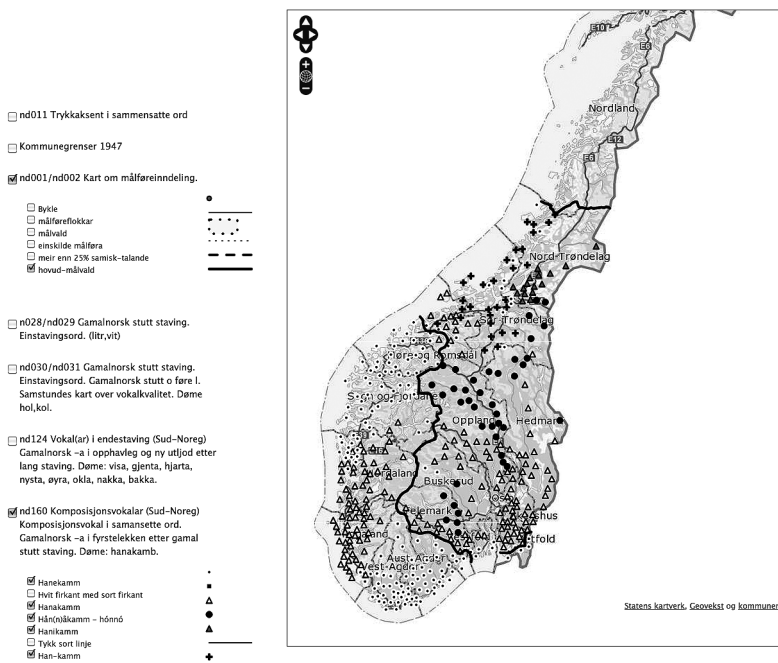 nd011 Trykkaksent i sammensatte ord
Kommunegrenser 1947
nd001/nd002 Kart om målføreinndeling.
Bykle
målføreflokkar
målvald
einskilde målføra
meir enn 25% samisk-talande
hovud-målvald
n028/nd029 Gamalnorsk stutt staving.
Einstavingsord. (litr,vit)
nd030/nd031 Gamalnorsk stutt staving.
Einstavingsord. Gamalnorsk stutt o føre l.
Samstundes kart over vokalkvalitet. Døme
hol,kol.
nd124 Vokal(ar) i endestaving (Sud-Noreg)
Gamalnorsk -a i opphavleg og ny utljod etter
lang staving. Døme: visa, gjenta, hjarta,
nysta, øyra, okla, nakka, bakka.
nd160 Komposisjonsvokalar (Sud-Noreg)
Komposisjonsvokal i samansette ord.
Gamalnorsk -a i fyrstelekken etter gamal
stutt staving. Døme: hanakamb.
Hanekamm
Hvit firkant med sort firkant
Hanakamm
Hån(n)åkamm - hónnó
Hanikamm
Tykk sort linje
Han-kamm
E10
E6
Nordland
E12
E6
Nord-Trøndelag
Sør-Trøndelag
Møre og Romsdal
Sogn og Fjordane
Oppland
Hedmark
Hordaland
Buskerud
Oslo
Telemark
Aust-Agder
Vest-Agder
Statens kartverk, Geovekst og kommuner